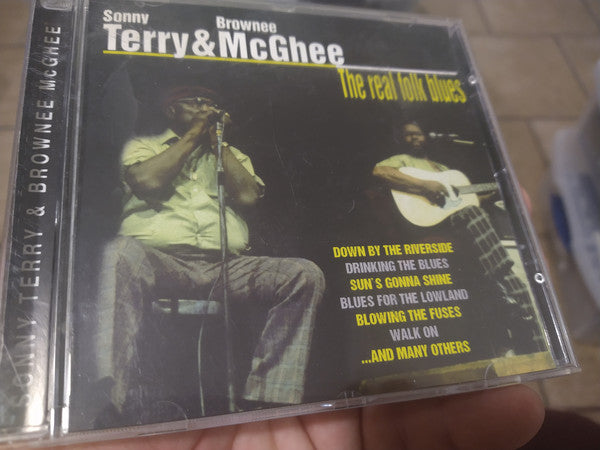 Sonny Brownee
Terry & McGhee
The real folk blues
DOWN BY THE RIVERSIDE
DRINKING THE BLUES
SUN'S GONNA SHINE
BLUES FOR THE LOWLAND
BLOWING THE FUSES
WALK ON
...AND MANY OTHERS
SONNY TERRY & BROWNEE MCGHEE